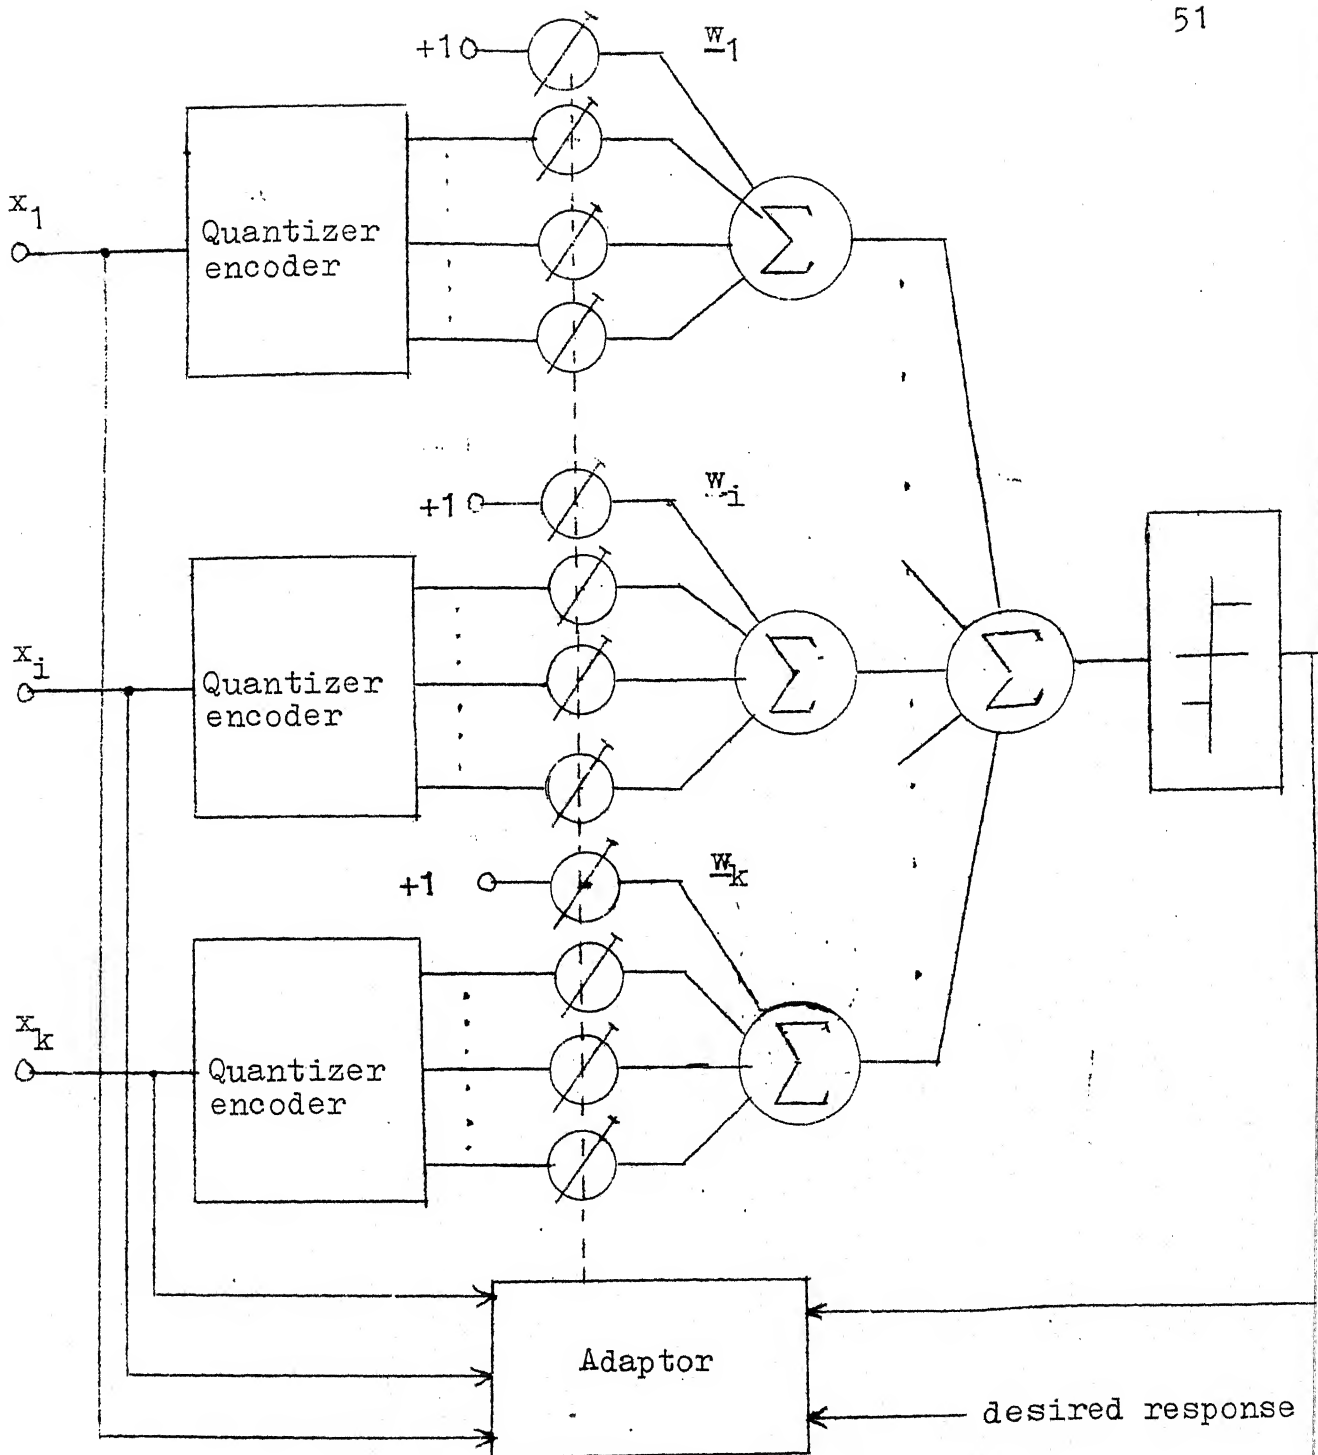 51
+1
w1
x1
Quantizer
encoder
Σ
+1
wi
xi
Quantizer
encoder
Σ
Σ
+1
wk
xk
Quantizer
encoder
Σ
Adaptor
desired response